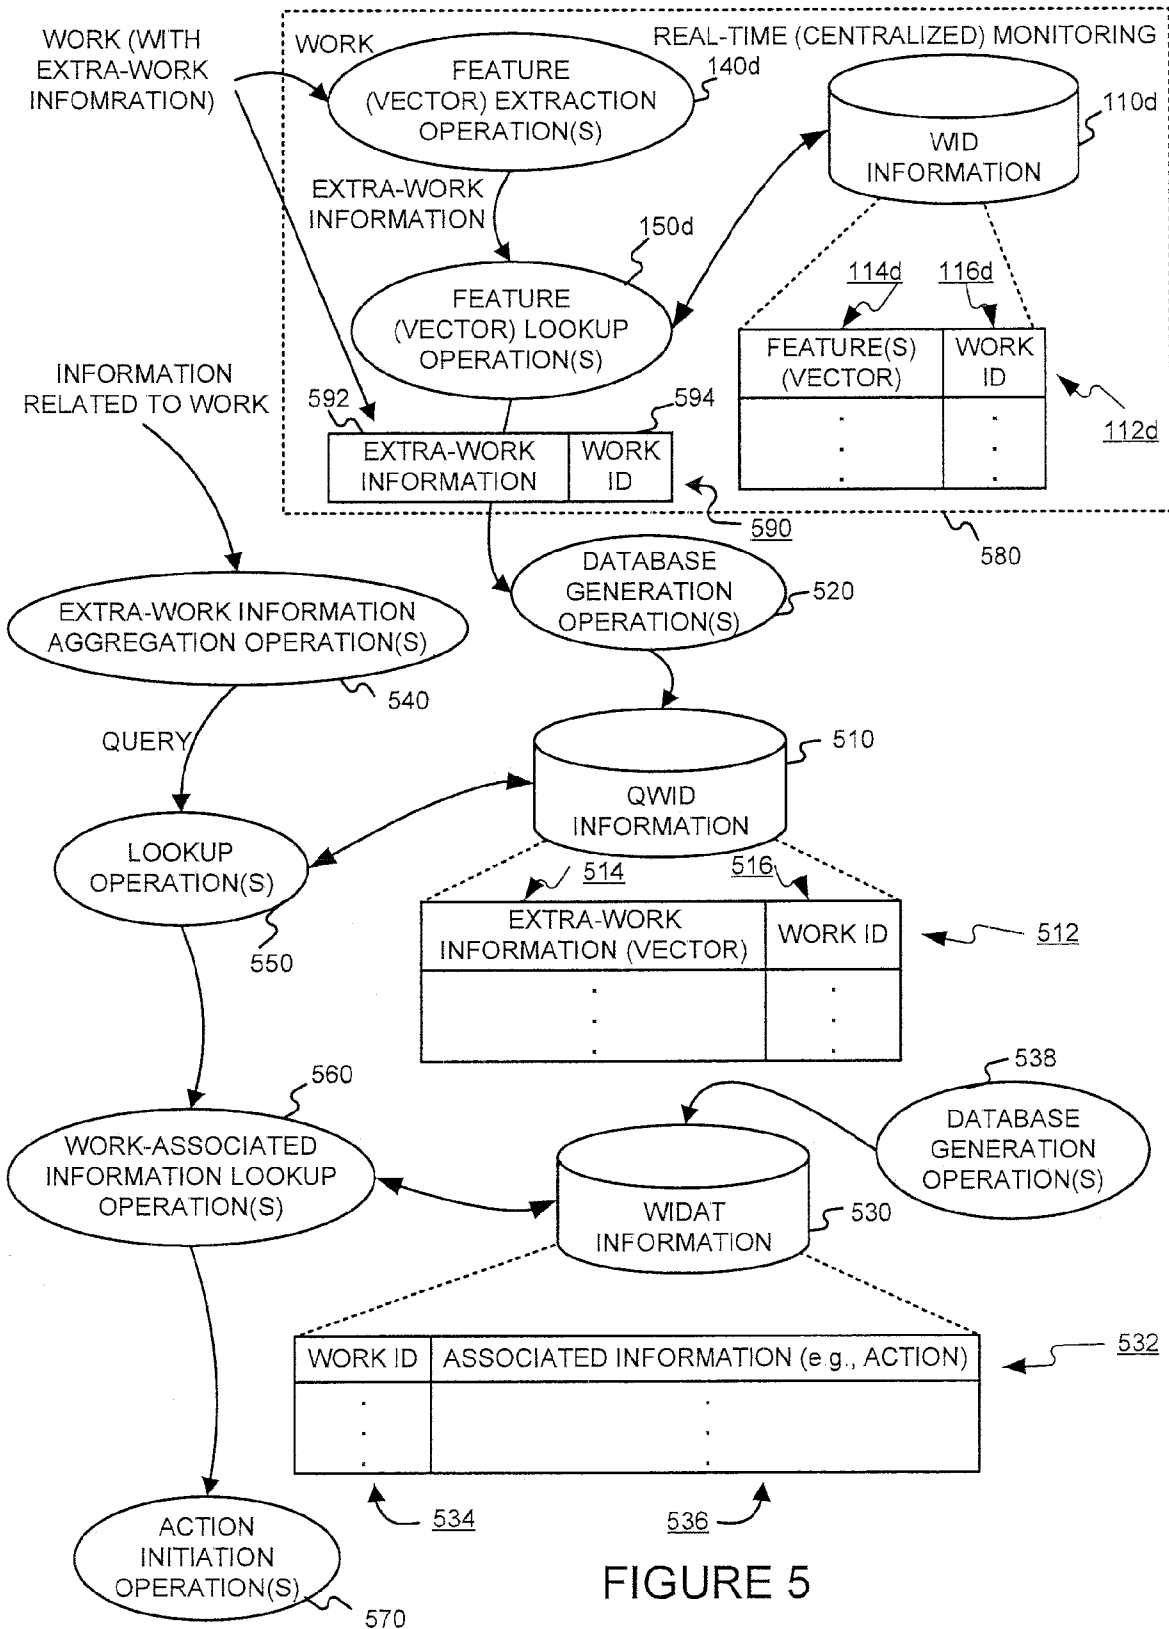 WORK (WITH
EXTRA-WORK
INFOMRATION)
WORK
REAL-TIME (CENTRALIZED) MONITORING
FEATURE
(VECTOR) EXTRACTION
OPERATION(S)
140d
110d
WID
INFORMATION
EXTRA-WORK
INFORMATION
150d
FEATURE
(VECTOR) LOOKUP
OPERATION(S)
114d
116d
FEATURE(S)
(VECTOR)
WORK
ID
112d
INFORMATION
RELATED TO WORK
592
594
EXTRA-WORK
INFORMATION
WORK
ID
590
580
DATABASE
GENERATION
OPERATION(S)
520
EXTRA-WORK INFORMATION
AGGREGATION OPERATION(S)
540
QUERY
510
QWID
INFORMATION
LOOKUP
OPERATION(S)
550
514
516
EXTRA-WORK
INFORMATION (VECTOR)
WORK ID
512
538
DATABASE
GENERATION
OPERATION(S)
560
WORK-ASSOCIATED
INFORMATION LOOKUP
OPERATION(S)
WIDAT
INFORMATION
530
WORK ID
ASSOCIATED INFORMATION (e.g., ACTION)
532
534
536
ACTION
INITIATION
OPERATION(S)
570
FIGURE 5